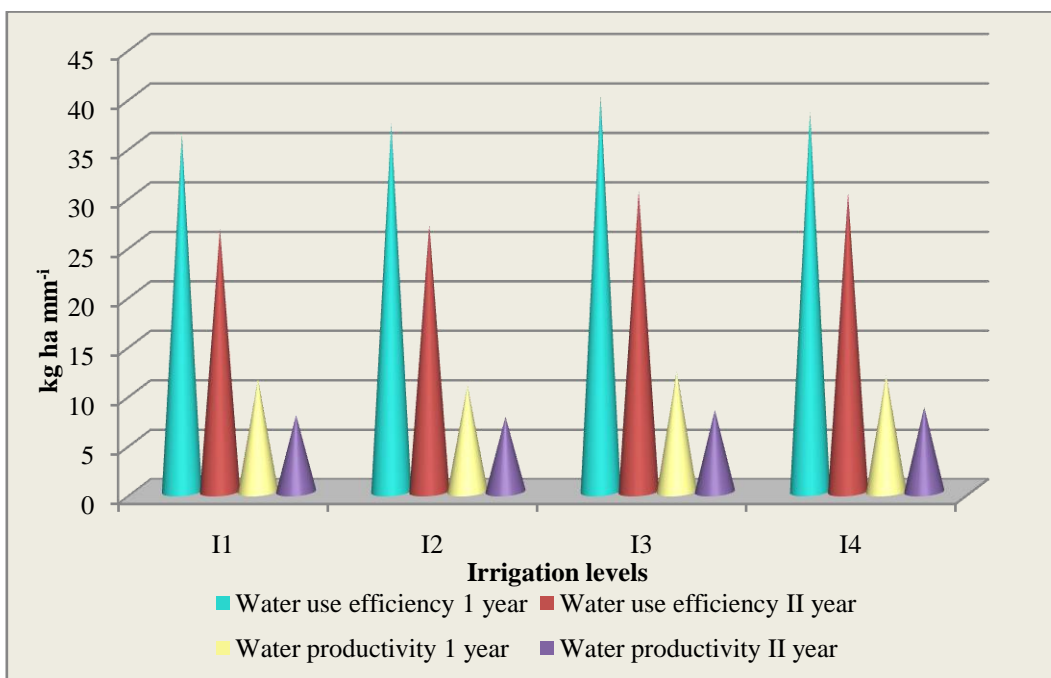 45
40
35
30
25
20
15
10
5
0
kg ha mm-i
I1 I2 I3 I4
Irrigation levels
Water use efficiency 1 year Water use efficiency II year
Water productivity 1 year Water productivity II year